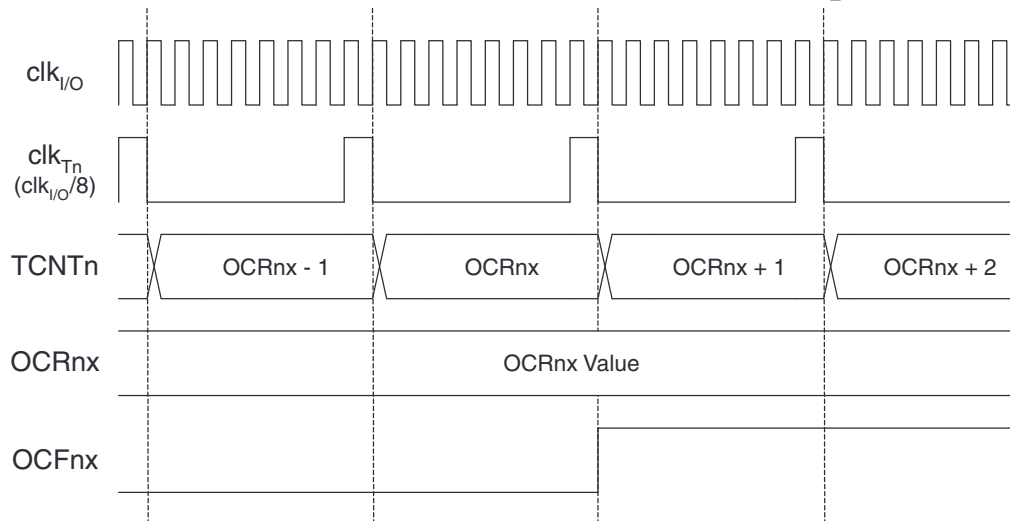 clkI/O
clkTn
(clkI/O/8)
TCNTn
OCRnx - 1
OCRnx
OCRnx + 1
OCRnx + 2
OCRnx
OCRnx Value
OCFnx